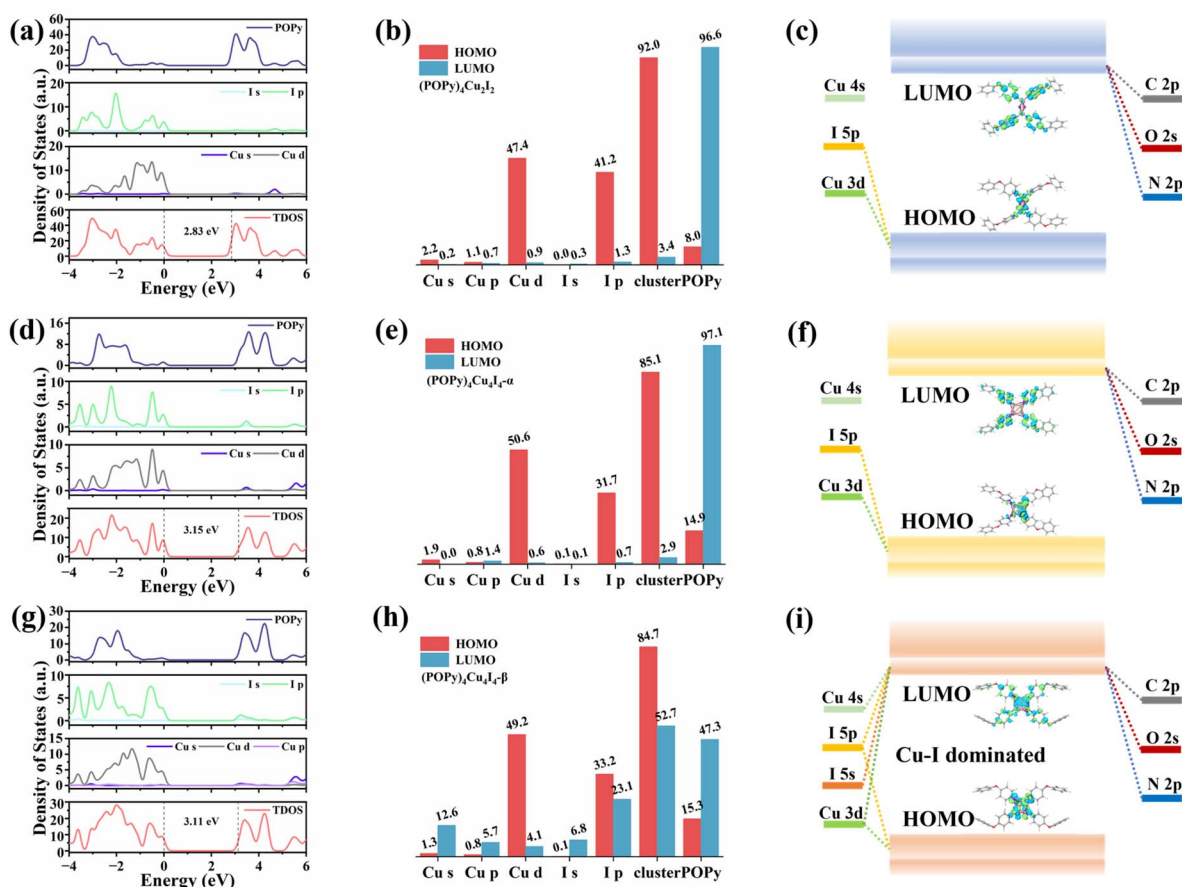 (a)
60
40
20
0
POPy
20
10
0
I s I p
20
10
0
Cu s Cu d
60
40
20
0
TDOS
2.83 eV
Density of States (a.u.)
−4 −2 0 2 4 6
Energy (eV)
(b)
HOMO
LUMO
(POPy)4Cu2I2
2.2 0.2 1.1 0.7 47.4 0.9 0.0 0.3 41.2 1.3 92.0 3.4 8.0 96.6
Cu s Cu p Cu d I s I p cluster POPy
(c)
Cu 4s
I 5p
Cu 3d
LUMO
HOMO
C 2p
O 2s
N 2p
(d)
16
8
0
POPy
10
5
0
I s I p
10
5
0
Cu s Cu d
20
10
0
TDOS
3.15 eV
Density of States (a.u.)
−4 −2 0 2 4 6
Energy (eV)
(e)
HOMO
LUMO
(POPy)4Cu4I4-α
1.9 0.0 0.8 1.4 50.6 0.6 0.1 0.1 31.7 0.7 85.1 2.9 14.9 97.1
Cu s Cu p Cu d I s I p cluster POPy
(f)
Cu 4s
I 5p
Cu 3d
LUMO
HOMO
C 2p
O 2s
N 2p
(g)
30
20
10
0
POPy
10
5
0
I s I p
15
10
5
0
Cu s Cu d Cu p
30
20
10
0
TDOS
3.11 eV
Density of States (a.u.)
−4 −2 0 2 4 6
Energy (eV)
(h)
HOMO
LUMO
(POPy)4Cu4I4-β
1.3 12.6 0.8 5.7 49.2 4.1 0.1 6.8 33.2 23.1 84.7 52.7 15.3 47.3
Cu s Cu p Cu d I s I p cluster POPy
(i)
Cu 4s
I 5p
I 5s
Cu 3d
LUMO
Cu-I dominated
HOMO
C 2p
O 2s
N 2p